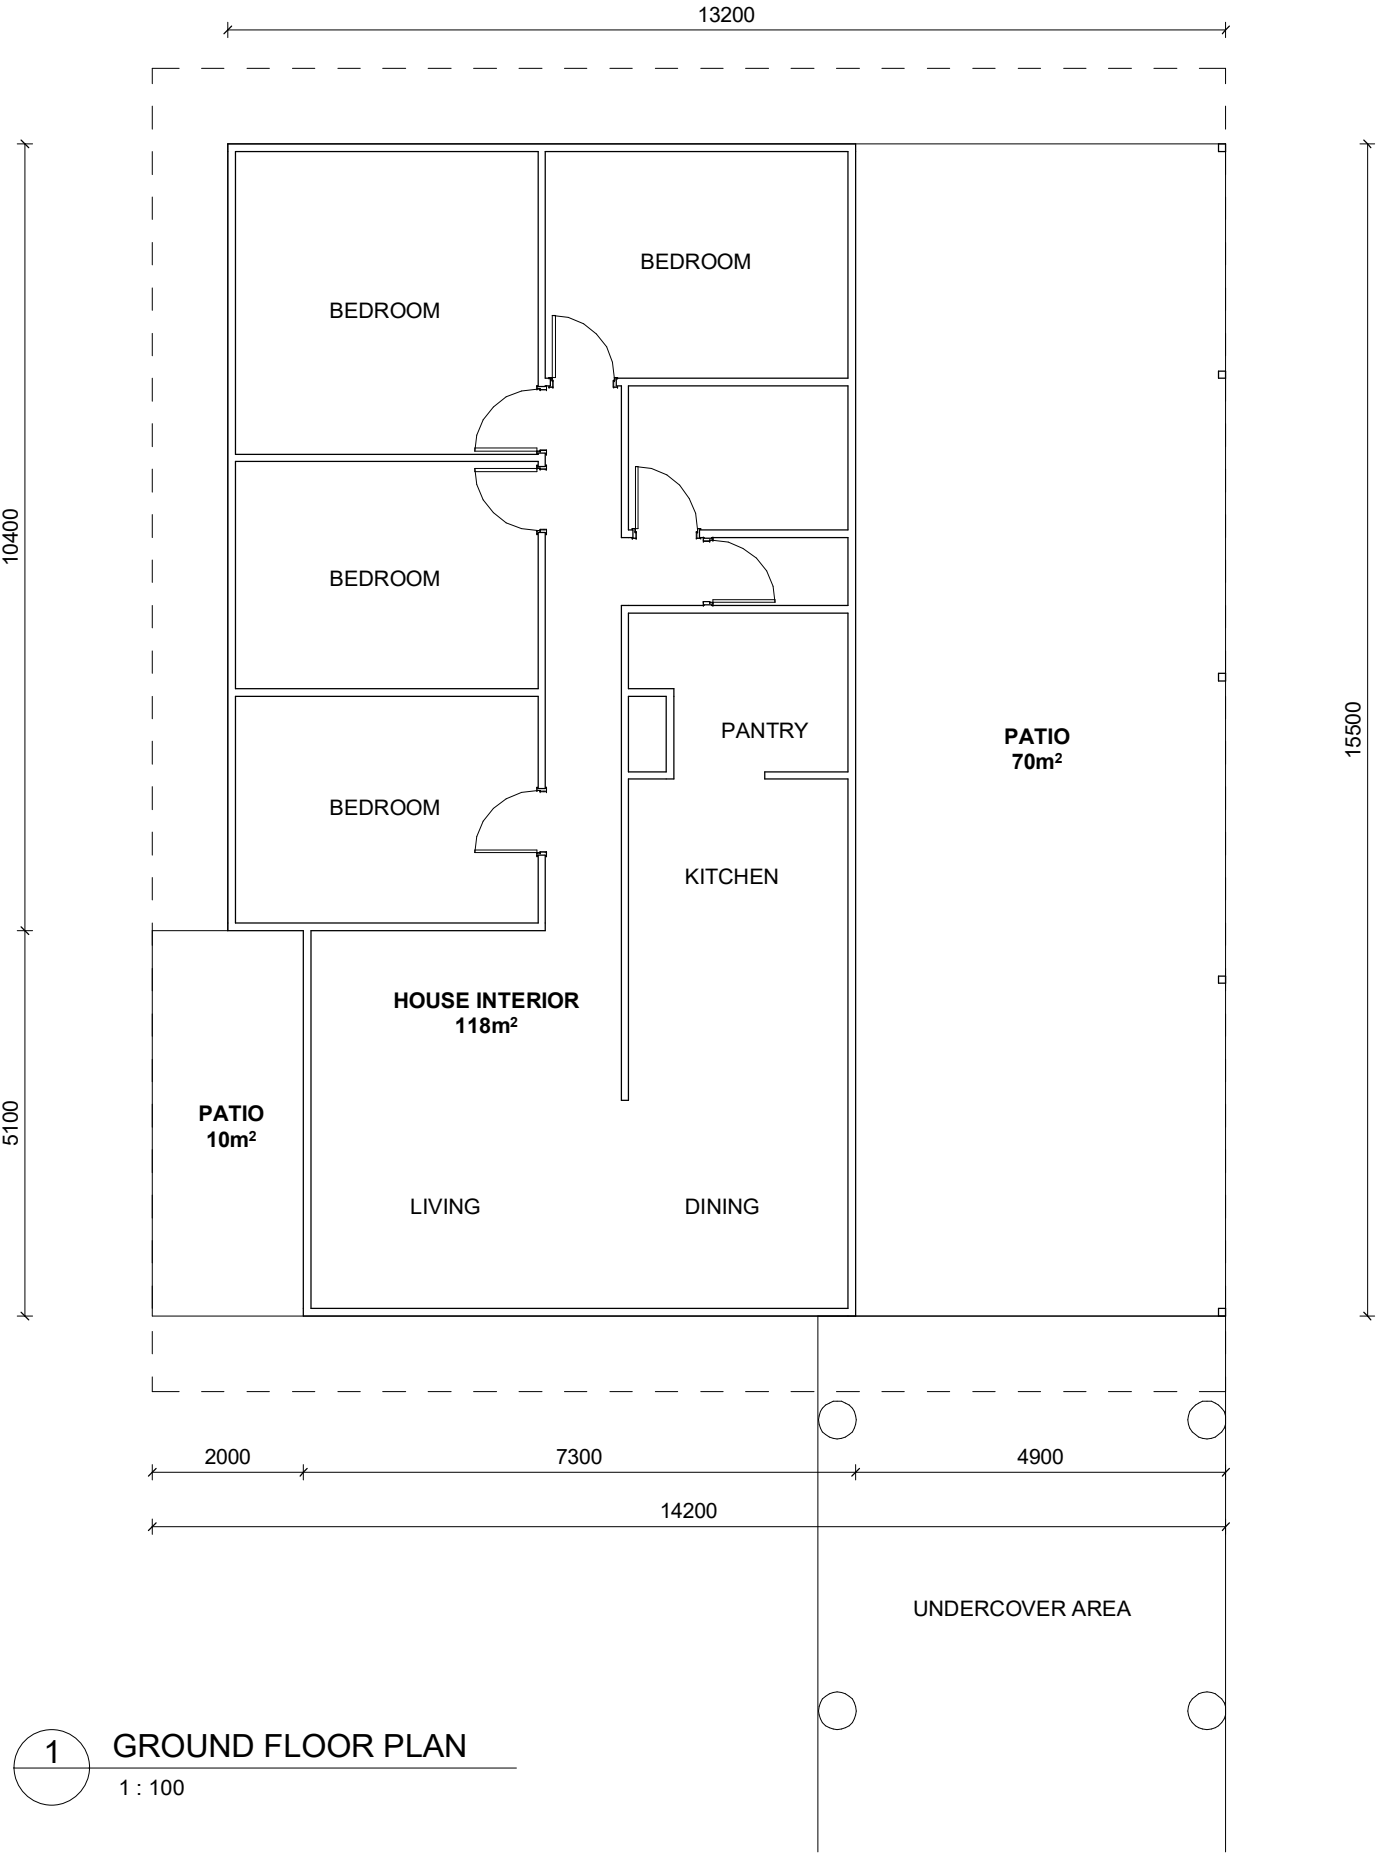 13200
BEDROOM
BEDROOM
10400
BEDROOM
15500
PANTRY
PATIO
70m²
BEDROOM
KITCHEN
HOUSE INTERIOR
118m²
5100
PATIO
10m²
LIVING
DINING
2000
7300
4900
14200
UNDERCOVER AREA
1
GROUND FLOOR PLAN
1 : 100